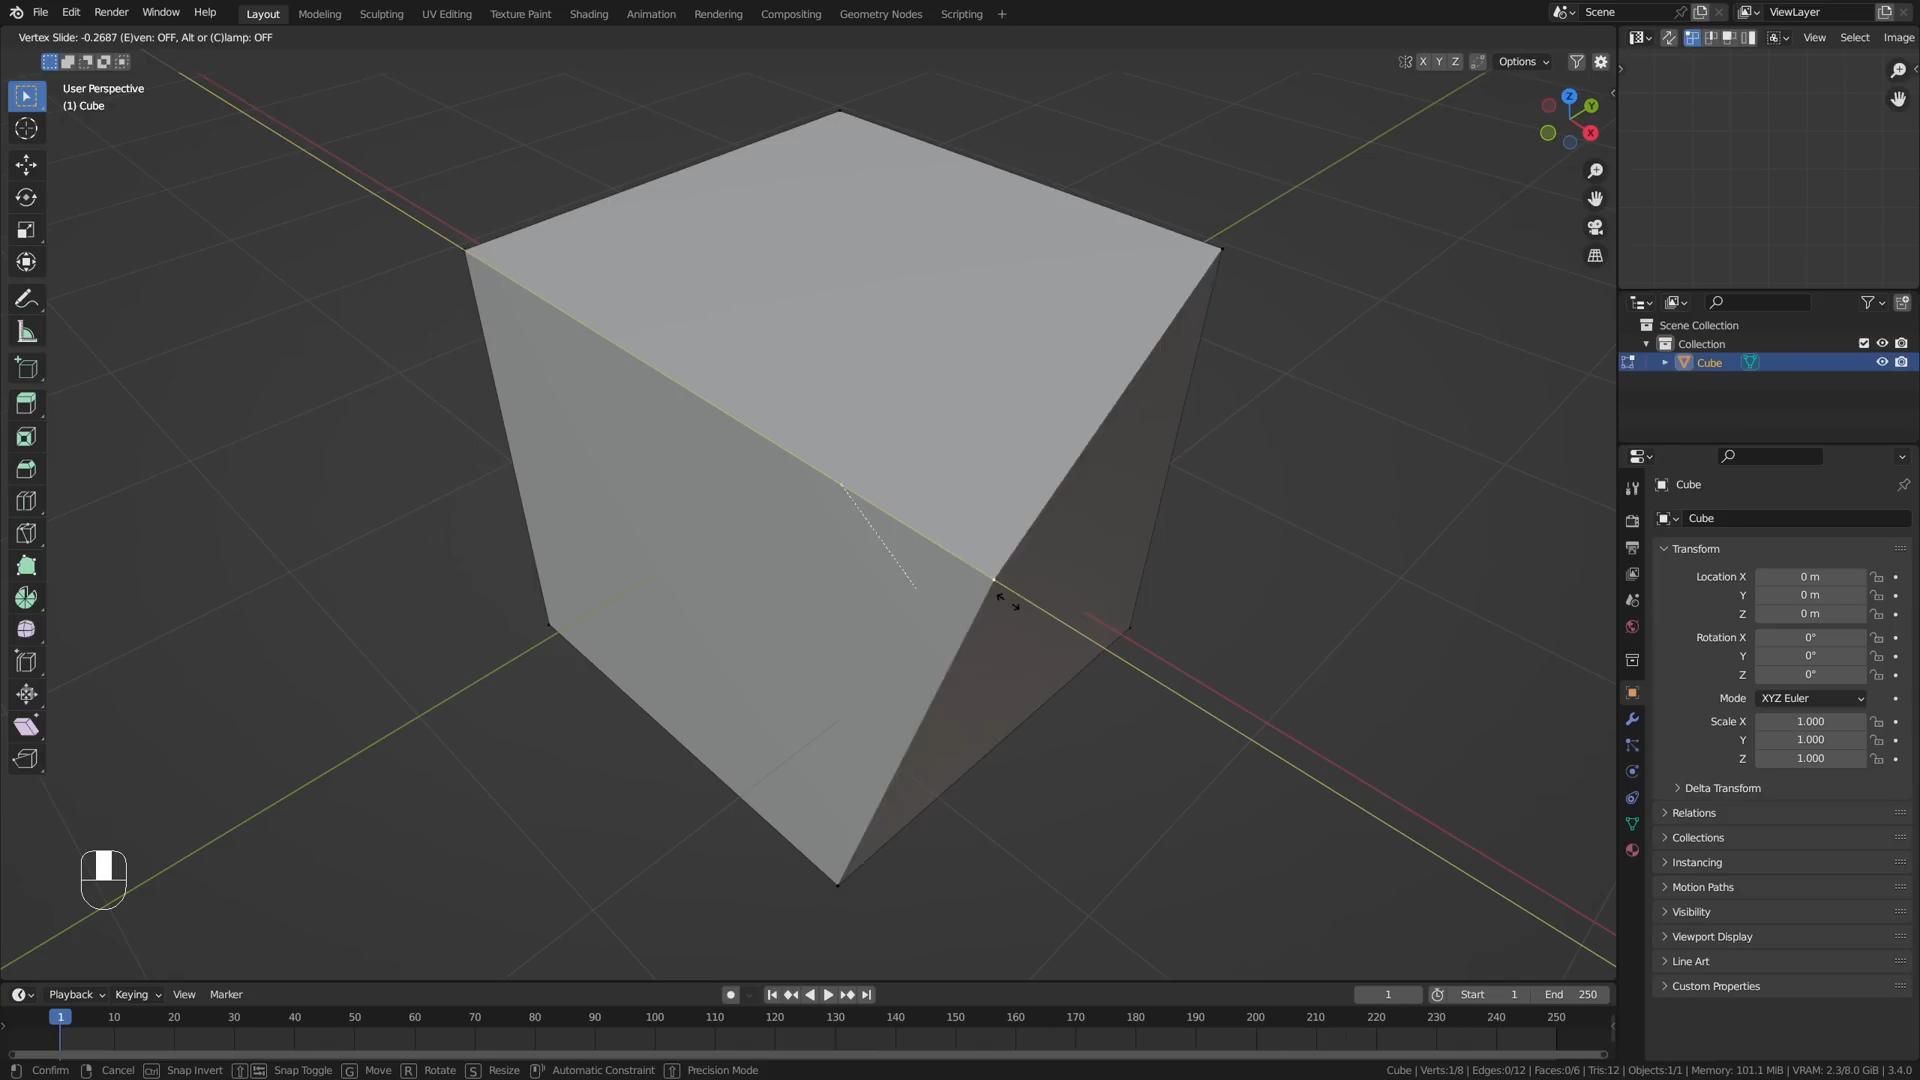 File Edit Render Window Help Layout Modeling Sculpting UV Editing Texture Paint Shading Animation Rendering Compositing Geometry Nodes Scripting + Scene ViewLayer
Vertex Slide: -0.2687 (E)ven: OFF, Alt or (C)lamp: OFF
View Select Image
X Y Z Options
User Perspective
(1) Cube
Z
Y
X
Scene Collection
Collection
Cube
Cube
Cube
Transform
Location X 0 m
Y 0 m
Z 0 m
Rotation X 0°
Y 0°
Z 0°
Mode XYZ Euler
Scale X 1.000
Y 1.000
Z 1.000
Delta Transform
Relations
Collections
Instancing
Motion Paths
Visibility
Viewport Display
Line Art
Custom Properties
Playback Keying View Marker 1 Start 1 End 250
1 10 20 30 40 50 60 70 80 90 100 110 120 130 140 150 160 170 180 190 200 210 220 230 240 250
Confirm Cancel Ctrl Snap Invert Snap Toggle G Move R Rotate S Resize Automatic Constraint Precision Mode Cube | Verts:1/8 | Edges:0/12 | Faces:0/6 | Tris:12 | Objects:1/1 | Memory: 101.1 MiB | VRAM: 2.3/8.0 GiB | 3.4.0